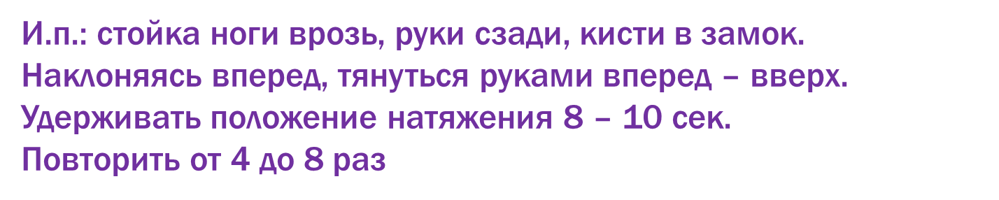 И.п.: стойка ноги врозь, руки сзади, кисти в замок.
Наклоняясь вперед, тянуться руками вперед – вверх.
Удерживать положение натяжения 8 – 10 сек.
Повторить от 4 до 8 раз